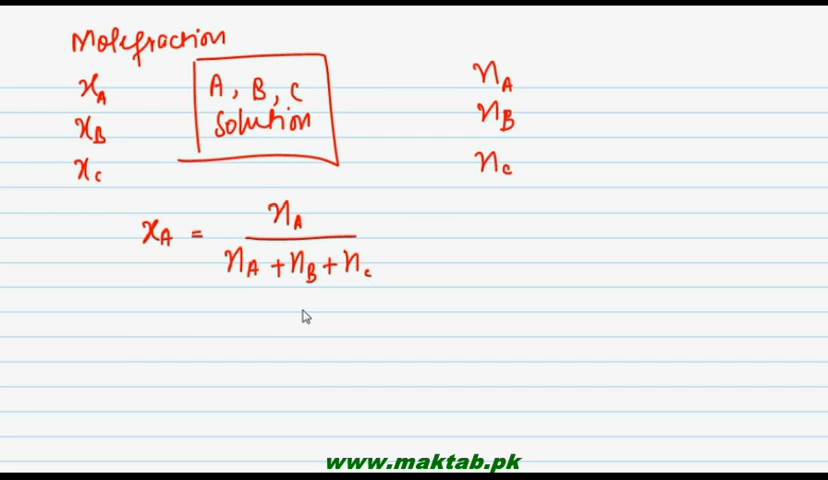 Molefraction
xA
xB
xC
A, B, C
Solution
nA
nB
nC
xA = nA / nA + nB + nC
www.maktab.pk